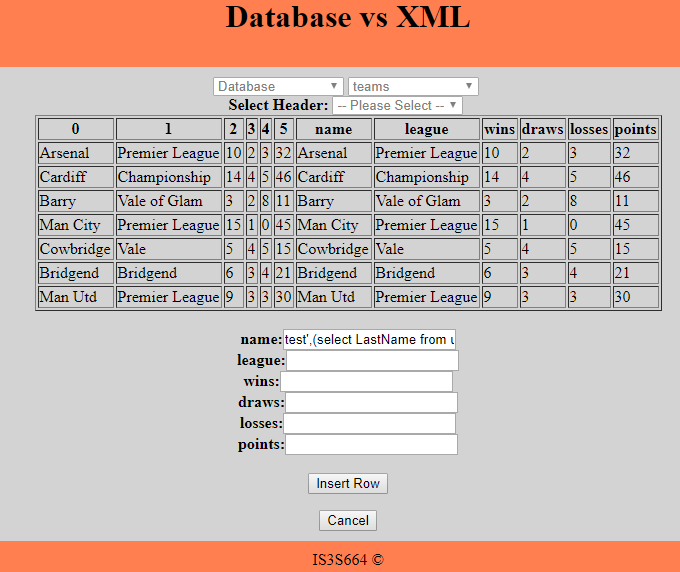 Database vs XML
Database teams
Select Header: -- Please Select --
0 1 2 3 4 5 name league wins draws losses points
Arsenal Premier League 10 2 3 32 Arsenal Premier League 10 2 3 32
Cardiff Championship 14 4 5 46 Cardiff Championship 14 4 5 46
Barry Vale of Glam 3 2 8 11 Barry Vale of Glam 3 2 8 11
Man City Premier League 15 1 0 45 Man City Premier League 15 1 0 45
Cowbridge Vale 5 4 5 15 Cowbridge Vale 5 4 5 15
Bridgend Bridgend 6 3 4 21 Bridgend Bridgend 6 3 4 21
Man Utd Premier League 9 3 3 30 Man Utd Premier League 9 3 3 30
name: test',(select LastName from u
league:
wins:
draws:
losses:
points:
Insert Row
Cancel
IS3S664 ©